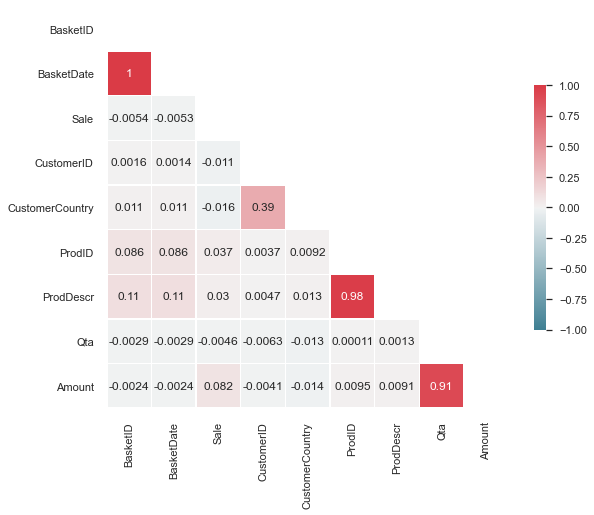 BasketID
BasketDate 1
Sale -0.0054 -0.0053
CustomerID 0.0016 0.0014 -0.011
CustomerCountry 0.011 0.011 -0.016 0.39
ProdID 0.086 0.086 0.037 0.0037 0.0092
ProdDescr 0.11 0.11 0.03 0.0047 0.013 0.98
Qta -0.0029 -0.0029 -0.0046 -0.0063 -0.013 0.00011 0.0013
Amount -0.0024 -0.0024 0.082 -0.0041 -0.014 0.0095 0.0091 0.91
BasketID
BasketDate
Sale
CustomerID
CustomerCountry
ProdID
ProdDescr
Qta
Amount
1.00
0.75
0.50
0.25
0.00
−0.25
−0.50
−0.75
−1.00